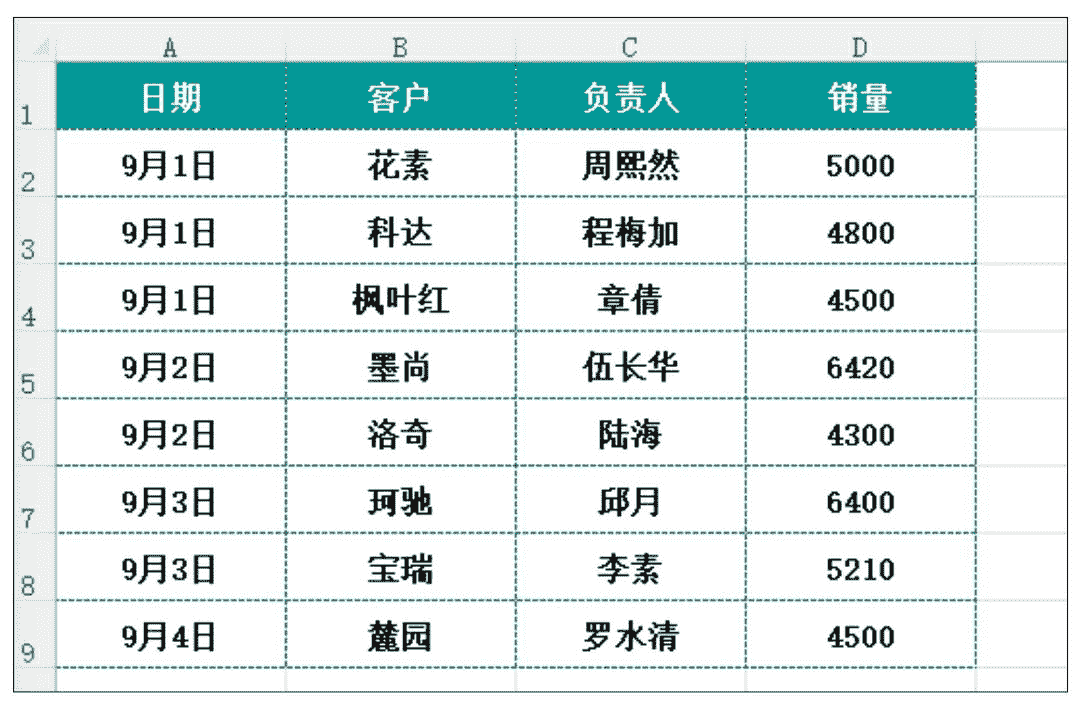 A B C D
1 日期 客户 负责人 销量
2 9月1日 花素 周熙然 5000
3 9月1日 科达 程梅加 4800
4 9月1日 枫叶红 章倩 4500
5 9月2日 墨尚 伍长华 6420
6 9月2日 洛奇 陆海 4300
7 9月3日 珂驰 邱月 6400
8 9月3日 宝瑞 李素 5210
9 9月4日 麓园 罗水清 4500